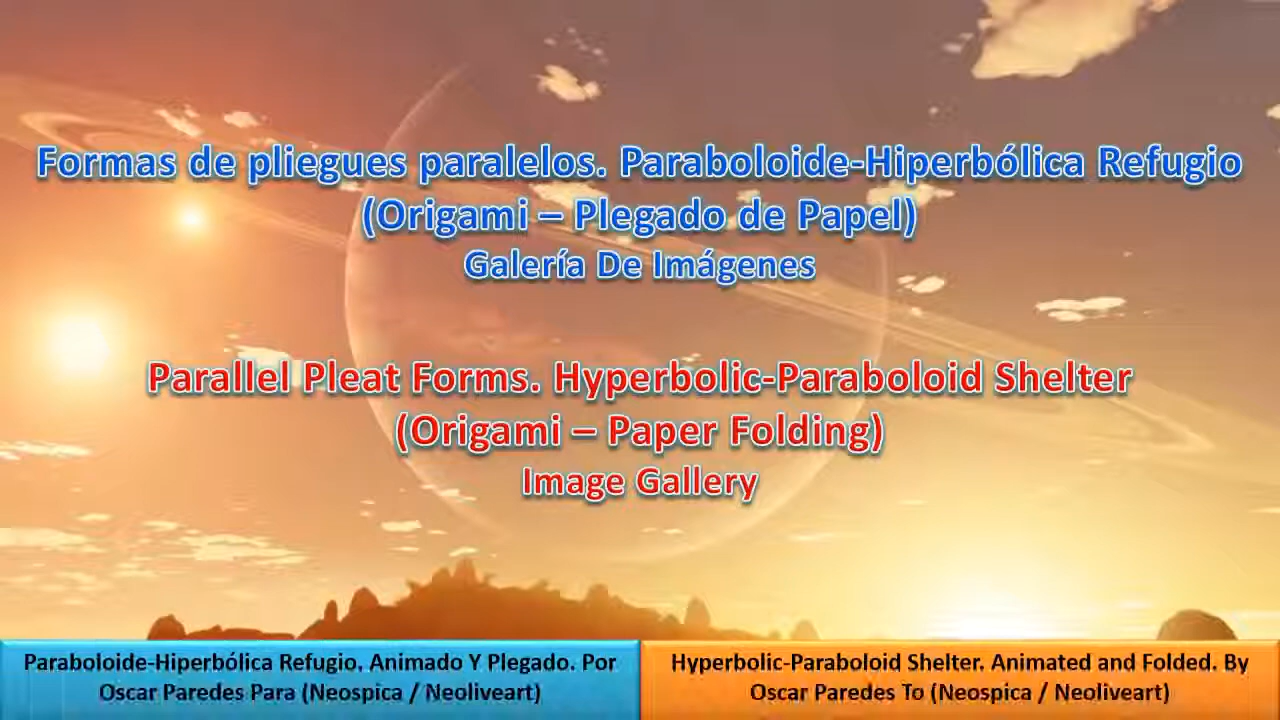 Formas de pliegues paralelos. Paraboloide-Hiperbólica Refugio
(Origami – Plegado de Papel)
Galería De Imágenes
Parallel Pleat Forms. Hyperbolic-Paraboloid Shelter
(Origami – Paper Folding)
Image Gallery
Paraboloide-Hiperbólica Refugio. Animado Y Plegado. Por
Oscar Paredes Para (Neospica / Neoliveart)
Hyperbolic-Paraboloid Shelter. Animated and Folded. By
Oscar Paredes To (Neospica / Neoliveart)